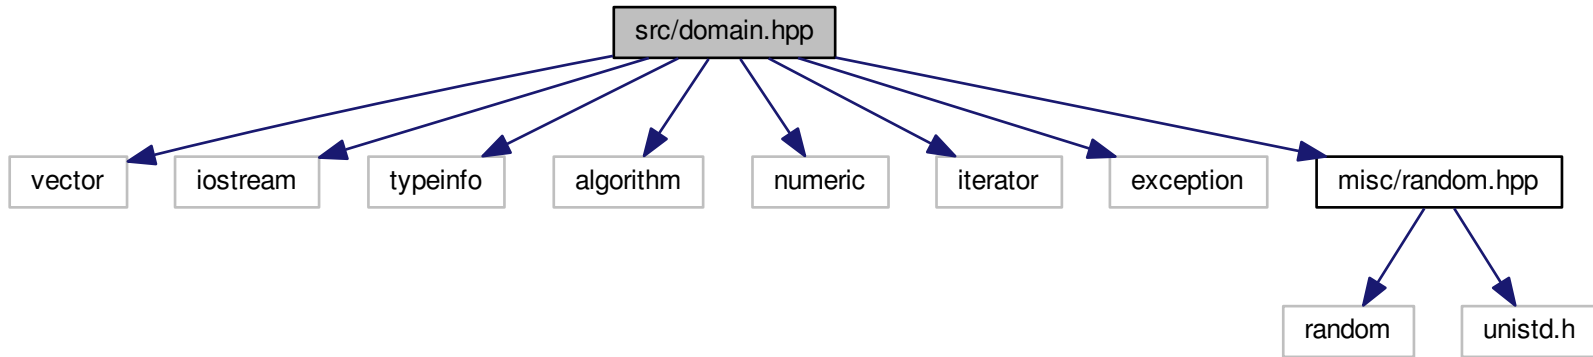 src/domain.hpp
vector
iostream
typeinfo
algorithm
numeric
iterator
exception
misc/random.hpp
random
unistd.h